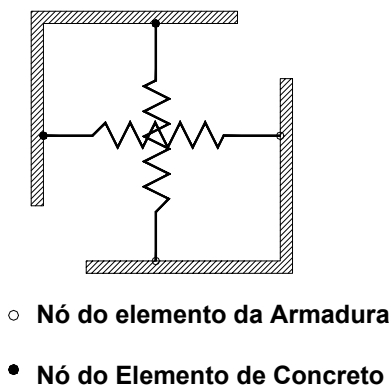 Nó do elemento da Armadura
Nó do Elemento de Concreto